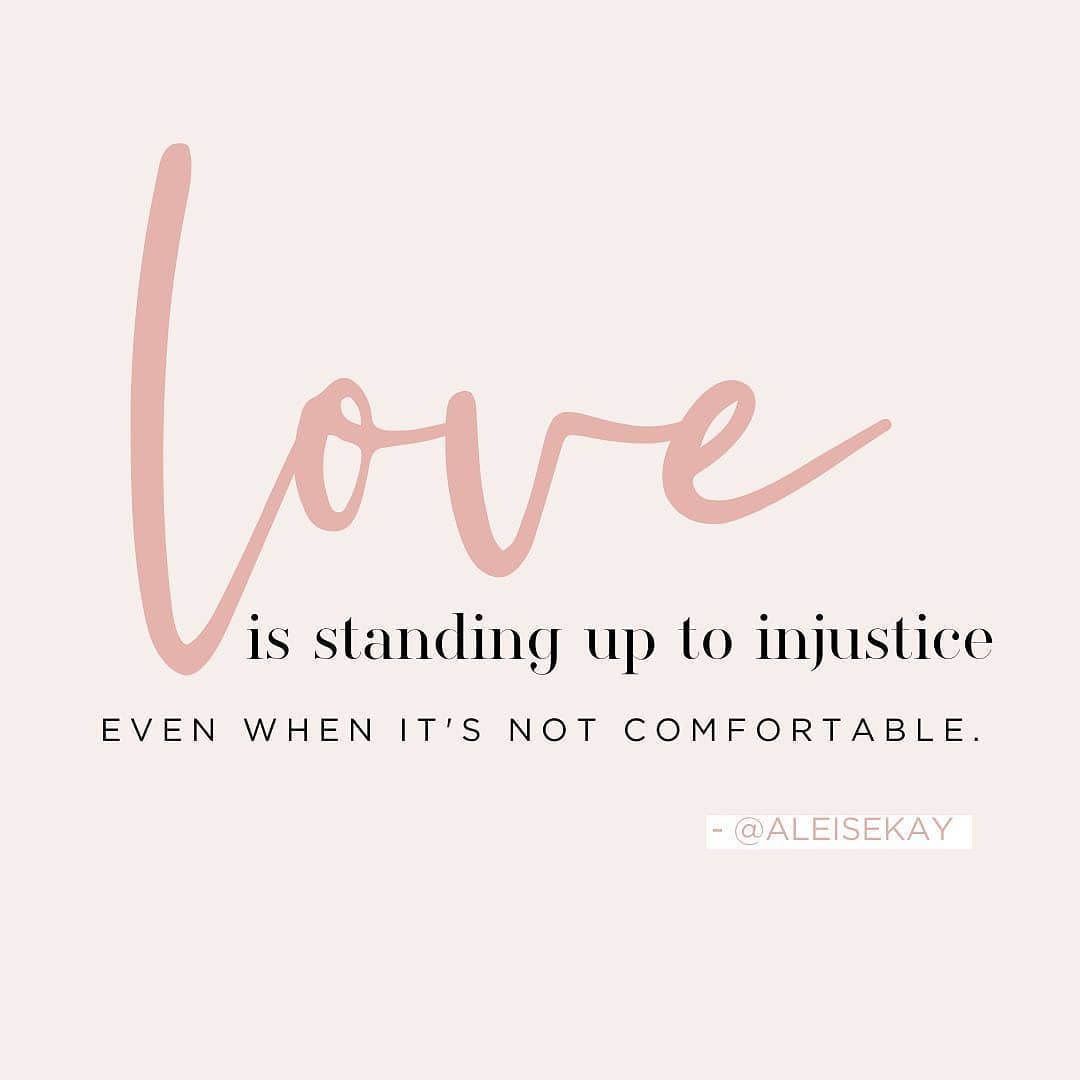 love
is standing up to injustice
EVEN WHEN IT'S NOT COMFORTABLE.
- @ALEISEKAY